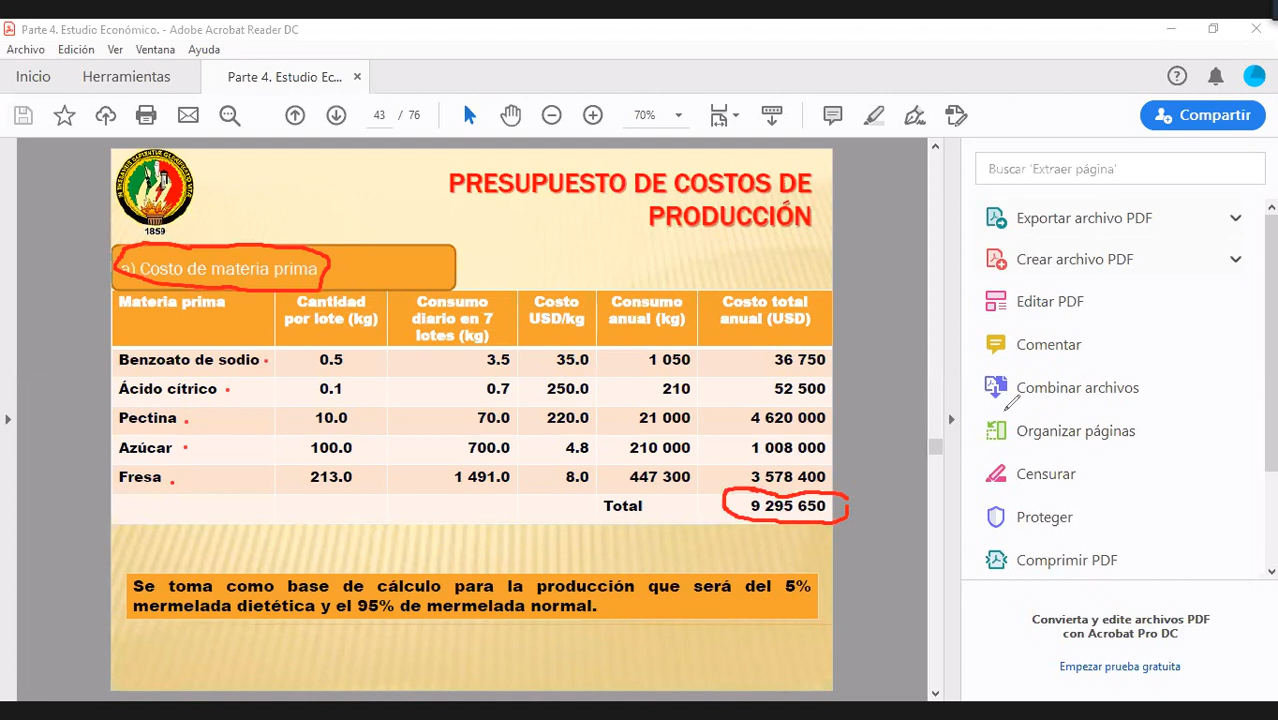 Parte 4. Estudio Económico. - Adobe Acrobat Reader DC
Archivo Edición Ver Ventana Ayuda
Inicio Herramientas Parte 4. Estudio Ec... ×
43 / 76 70% Compartir
PRESUPUESTO DE COSTOS DE
PRODUCCIÓN
1859
a) Costo de materia prima
Materia prima Cantidad por lote (kg) Consumo diario en 7 lotes (kg) Costo USD/kg Consumo anual (kg) Costo total anual (USD)
Benzoato de sodio 0.5 3.5 35.0 1 050 36 750
Ácido cítrico 0.1 0.7 250.0 210 52 500
Pectina 10.0 70.0 220.0 21 000 4 620 000
Azúcar 100.0 700.0 4.8 210 000 1 008 000
Fresa 213.0 1 491.0 8.0 447 300 3 578 400
Total 9 295 650
Se toma como base de cálculo para la producción que será del 5%
mermelada dietética y el 95% de mermelada normal.
Buscar 'Extraer página'
Exportar archivo PDF
Crear archivo PDF
Editar PDF
Comentar
Combinar archivos
Organizar páginas
Censurar
Proteger
Comprimir PDF
Convierta y edite archivos PDF
con Acrobat Pro DC
Empezar prueba gratuita